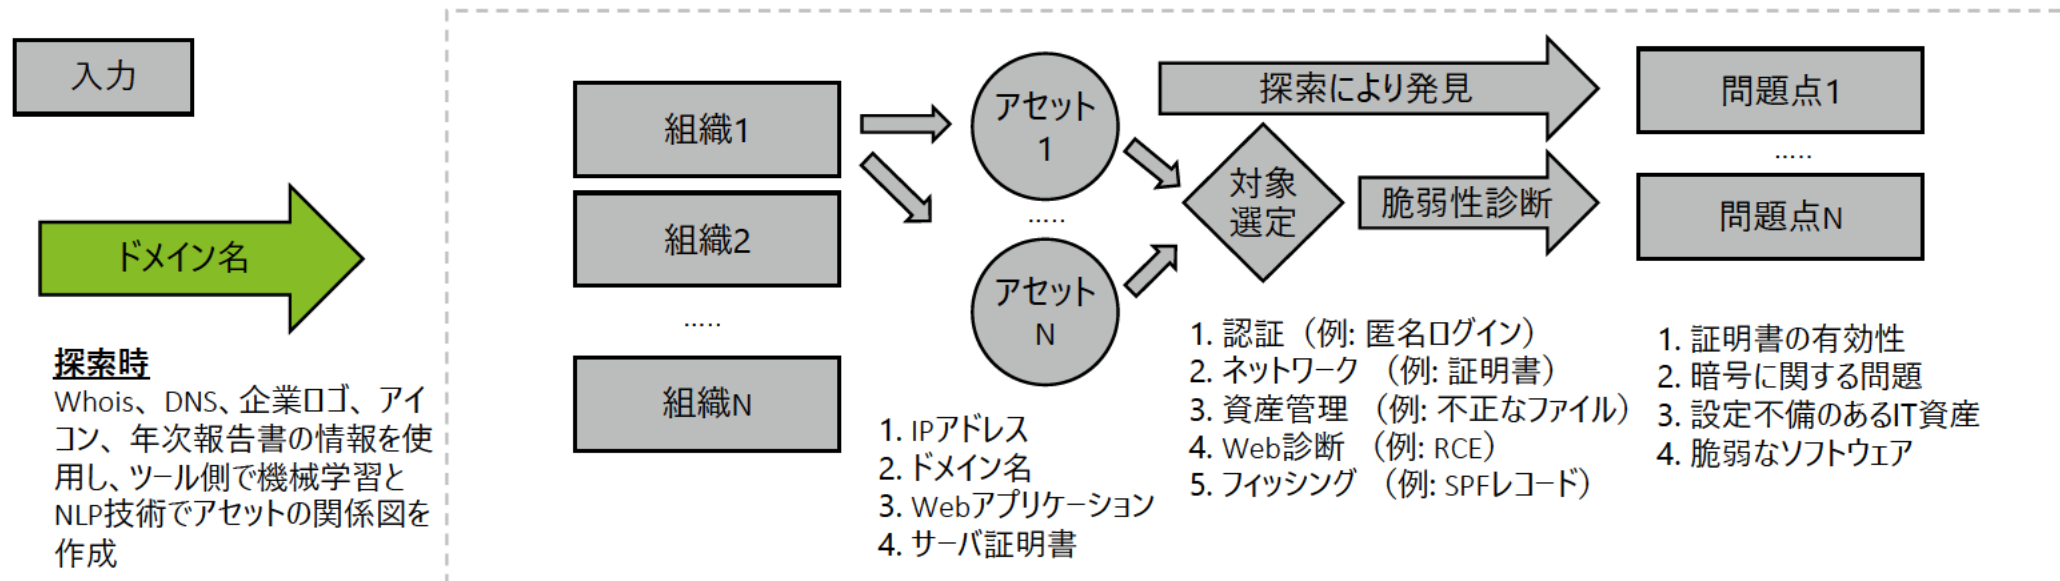 入力
ドメイン名
探索時
Whois、DNS、企業ロゴ、アイ
コン、年次報告書の情報を使
用し、ツール側で機械学習と
NLP技術でアセットの関係図を
作成
組織1
組織2
.....
組織N
アセット
1
.....
アセット
N
1. IPアドレス
2. ドメイン名
3. Webアプリケーション
4. サーバ証明書
探索により発見
対象
選定
脆弱性診断
1. 認証（例: 匿名ログイン）
2. ネットワーク （例: 証明書）
3. 資産管理 （例: 不正なファイル）
4. Web診断 （例: RCE）
5. フィッシング （例: SPFレコード）
問題点1
.....
問題点N
1. 証明書の有効性
2. 暗号に関する問題
3. 設定不備のあるIT資産
4. 脆弱なソフトウェア